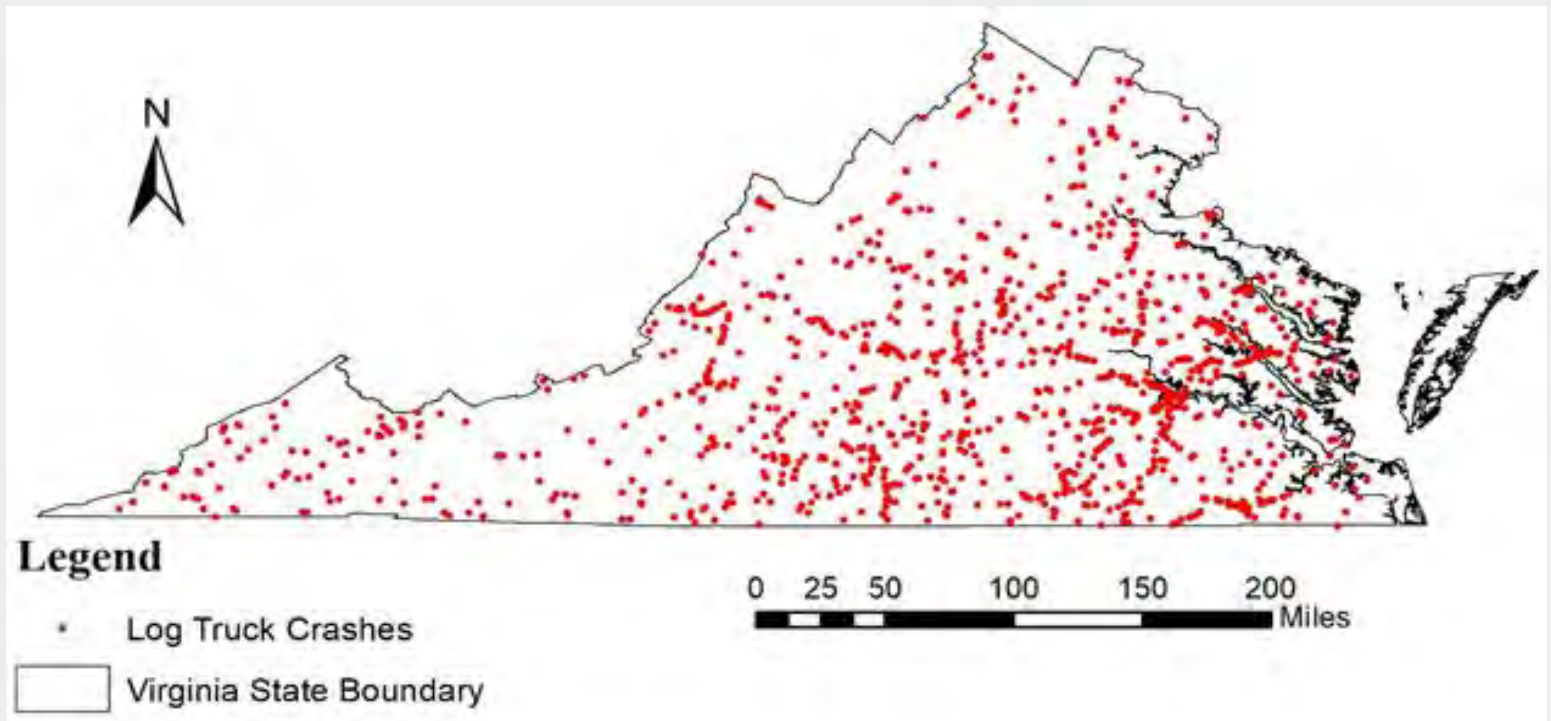 N
Legend
0 25 50 100 150 200
Miles
Log Truck Crashes
Virginia State Boundary